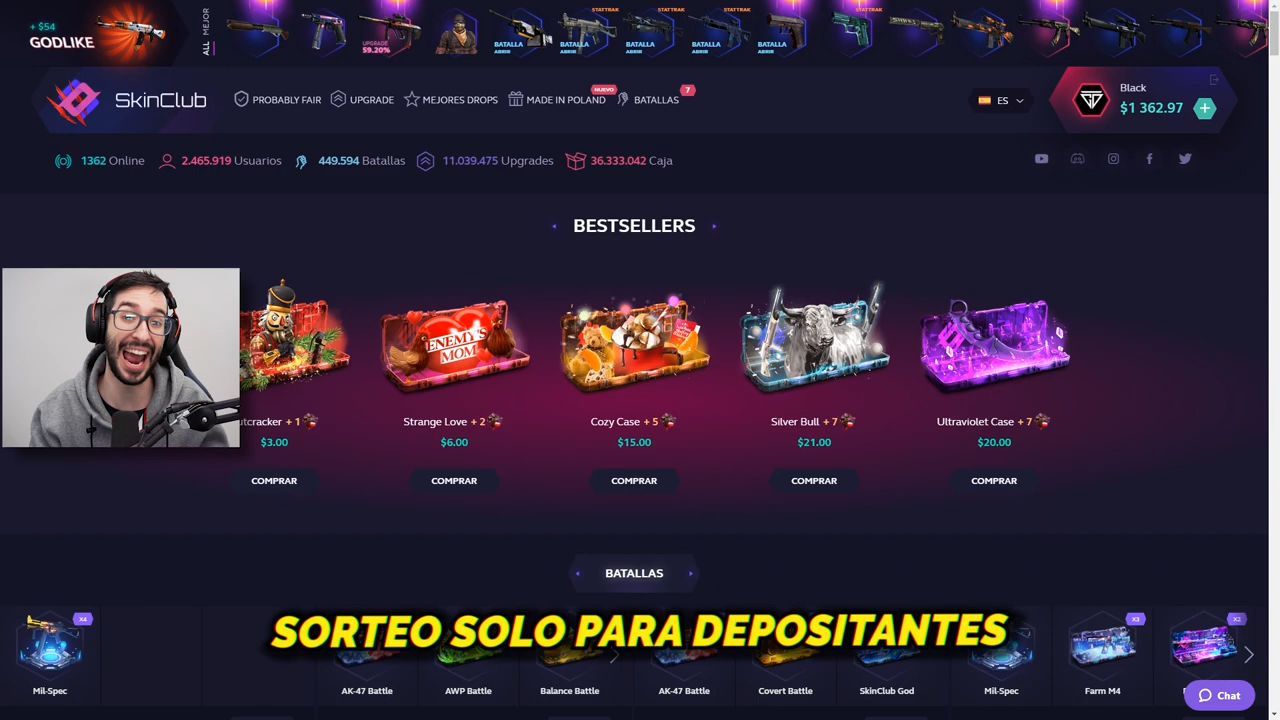 + $54
GODLIKE
ALL
MEJOR
UPGRADE
59.20%
BATALLA
ABRIR
STATTRAK
BATALLA
ABRIR
STATTRAK
BATALLA
ABRIR
STATTRAK
BATALLA
ABRIR
BATALLA
ABRIR
STATTRAK
SKINCLUB
PROBABLY FAIR
UPGRADE
MEJORES DROPS
NUEVO
MADE IN POLAND
BATALLAS
7
ES
Black
$1 362.97
+
1362 Online
2.465.919 Usuarios
449.594 Batallas
11.039.475 Upgrades
36.333.042 Caja
BESTSELLERS
ENEMY'S
MOM
utcracker + 1
$3.00
COMPRAR
Strange Love + 2
$6.00
COMPRAR
Cozy Case + 5
$15.00
COMPRAR
Silver Bull + 7
$21.00
COMPRAR
Ultraviolet Case + 7
$20.00
COMPRAR
BATALLAS
SORTEO SOLO PARA DEPOSITANTES
X4
X3
X2
Mil-Spec
AK-47 Battle
AWP Battle
Balance Battle
AK-47 Battle
Covert Battle
SkinClub God
Mil-Spec
Farm M4
Chat